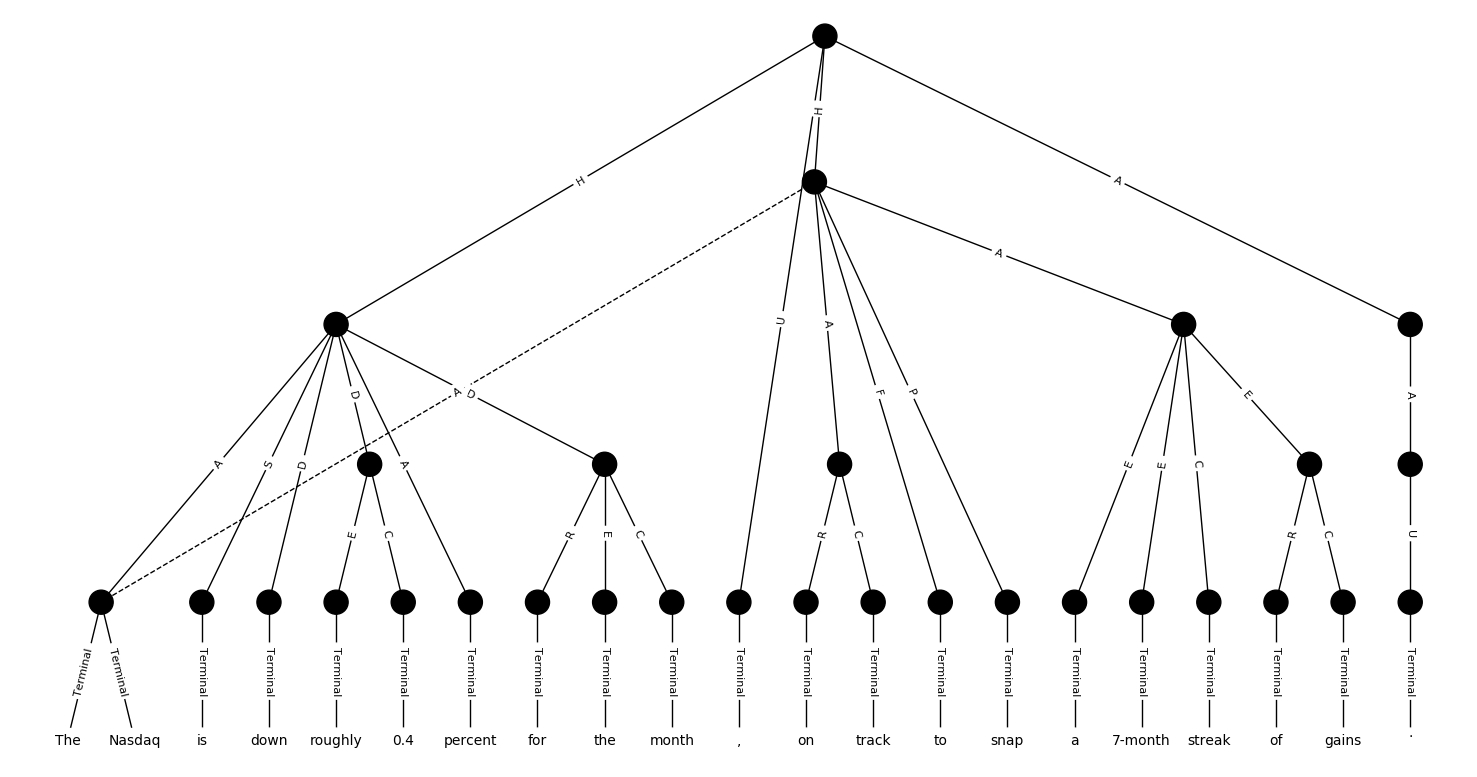 H
H
A
A
U
A
F
P
A
S
D
D
A
A
D
E
E
C
E
A
E
C
R
E
C
R
C
R
C
U
Terminal Terminal Terminal Terminal Terminal Terminal Terminal Terminal Terminal Terminal Terminal Terminal Terminal Terminal Terminal Terminal Terminal Terminal Terminal Terminal Terminal
The Nasdaq is down roughly 0.4 percent for the month , on track to snap a 7-month streak of gains .